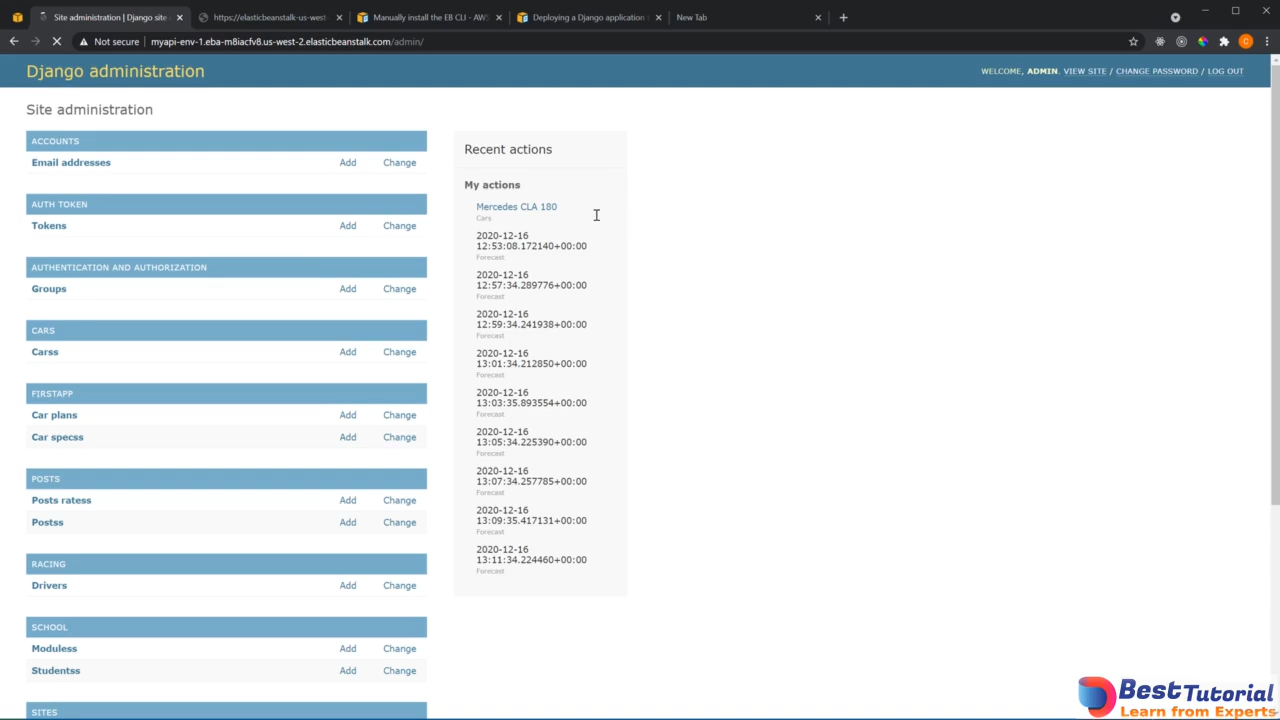 Site administration | Django site
https://elasticbeanstalk-us-west-
Manually install the EB CLI - AWS
Deploying a Django application
New Tab
Not secure | myapi-env-1.eba-m8iacfv8.us-west-2.elasticbeanstalk.com/admin/
C
Django administration
WELCOME, ADMIN. VIEW SITE / CHANGE PASSWORD / LOG OUT
Site administration
ACCOUNTS
Email addresses Add Change
AUTH TOKEN
Tokens Add Change
AUTHENTICATION AND AUTHORIZATION
Groups Add Change
CARS
Carss Add Change
FIRSTAPP
Car plans Add Change
Car specss Add Change
POSTS
Posts ratess Add Change
Postss Add Change
RACING
Drivers Add Change
SCHOOL
Moduless Add Change
Studentss Add Change
SITES
Recent actions
My actions
Mercedes CLA 180
Cars
2020-12-16
12:53:08.172140+00:00
Forecast
2020-12-16
12:57:34.289776+00:00
Forecast
2020-12-16
12:59:34.241938+00:00
Forecast
2020-12-16
13:01:34.212850+00:00
Forecast
2020-12-16
13:03:35.893554+00:00
Forecast
2020-12-16
13:05:34.225390+00:00
Forecast
2020-12-16
13:07:34.257785+00:00
Forecast
2020-12-16
13:09:35.417131+00:00
Forecast
2020-12-16
13:11:34.224460+00:00
Forecast
BestTutorial
Learn from Experts